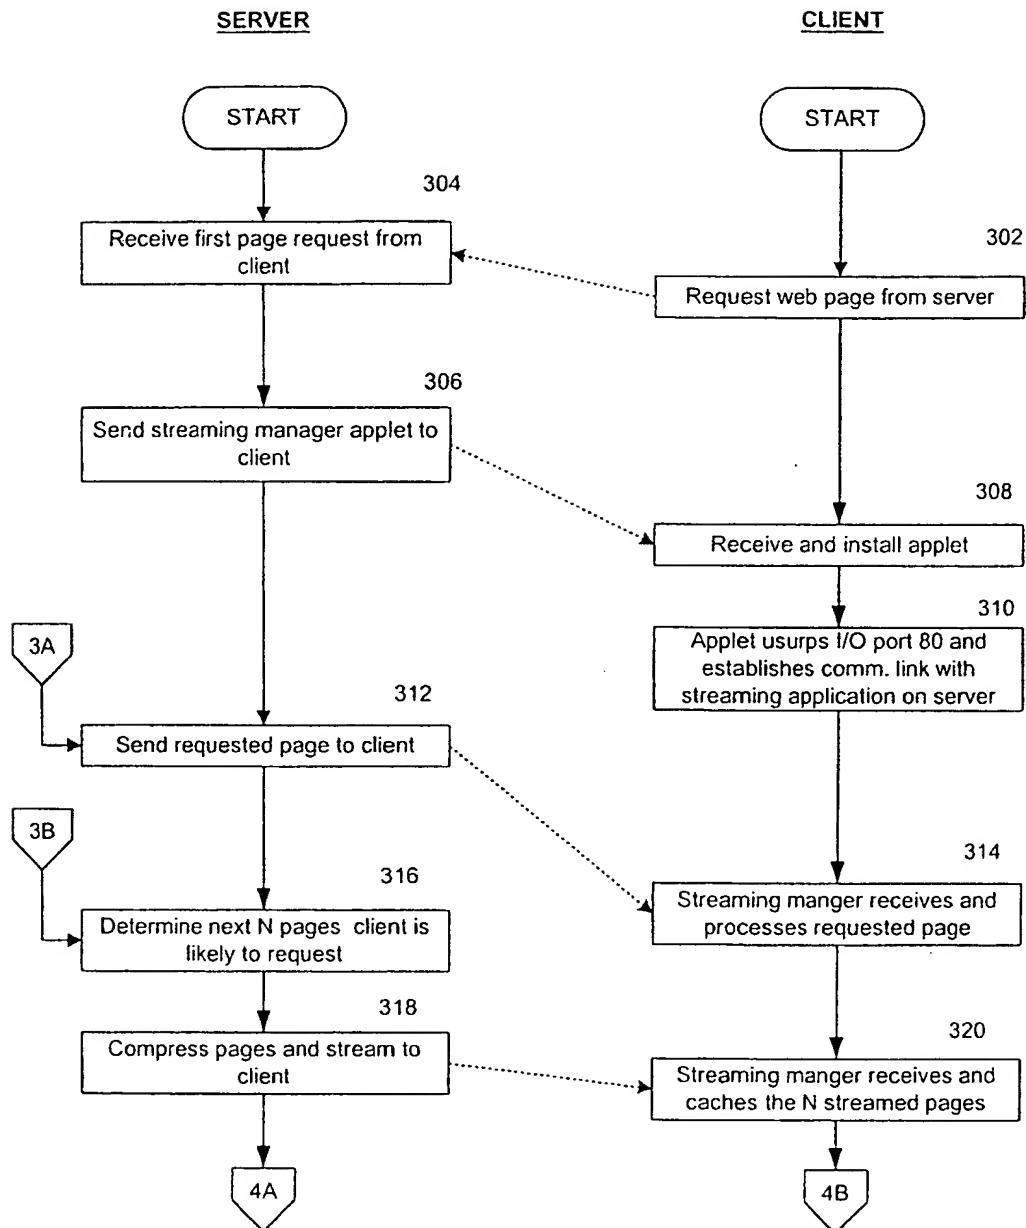 SERVER
CLIENT
START
START
304
Receive first page request from
client
302
Request web page from server
306
Send streaming manager applet to
client
308
Receive and install applet
310
Applet usurps I/O port 80 and
establishes comm. link with
streaming application on server
3A
312
Send requested page to client
3B
314
Streaming manger receives and
processes requested page
316
Determine next N pages client is
likely to request
318
Compress pages and stream to
client
320
Streaming manger receives and
caches the N streamed pages
4A
4B